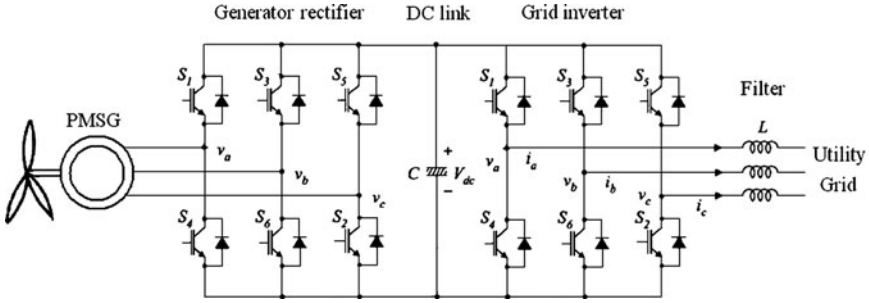 Generator rectifier DC link Grid inverter
S1 S3 S5 S1 S3 S5 Filter
PMSG L
va + va ia Utility
vb C Vdc vb ib
vc − vc ic Grid
S4 S6 S2 S4 S6 S2